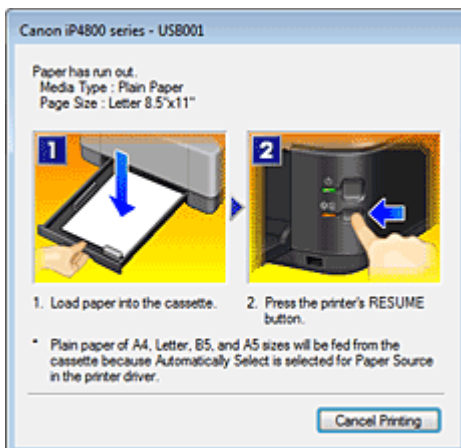 Canon iP4800 series - USB001
Paper has run out.
Media Type : Plain Paper
Page Size : Letter 8.5"x11"
1
2
1. Load paper into the cassette.
2. Press the printer's RESUME
button.
* Plain paper of A4, Letter, B5, and A5 sizes will be fed from the
cassette because Automatically Select is selected for Paper Source
in the printer driver.
Cancel Printing